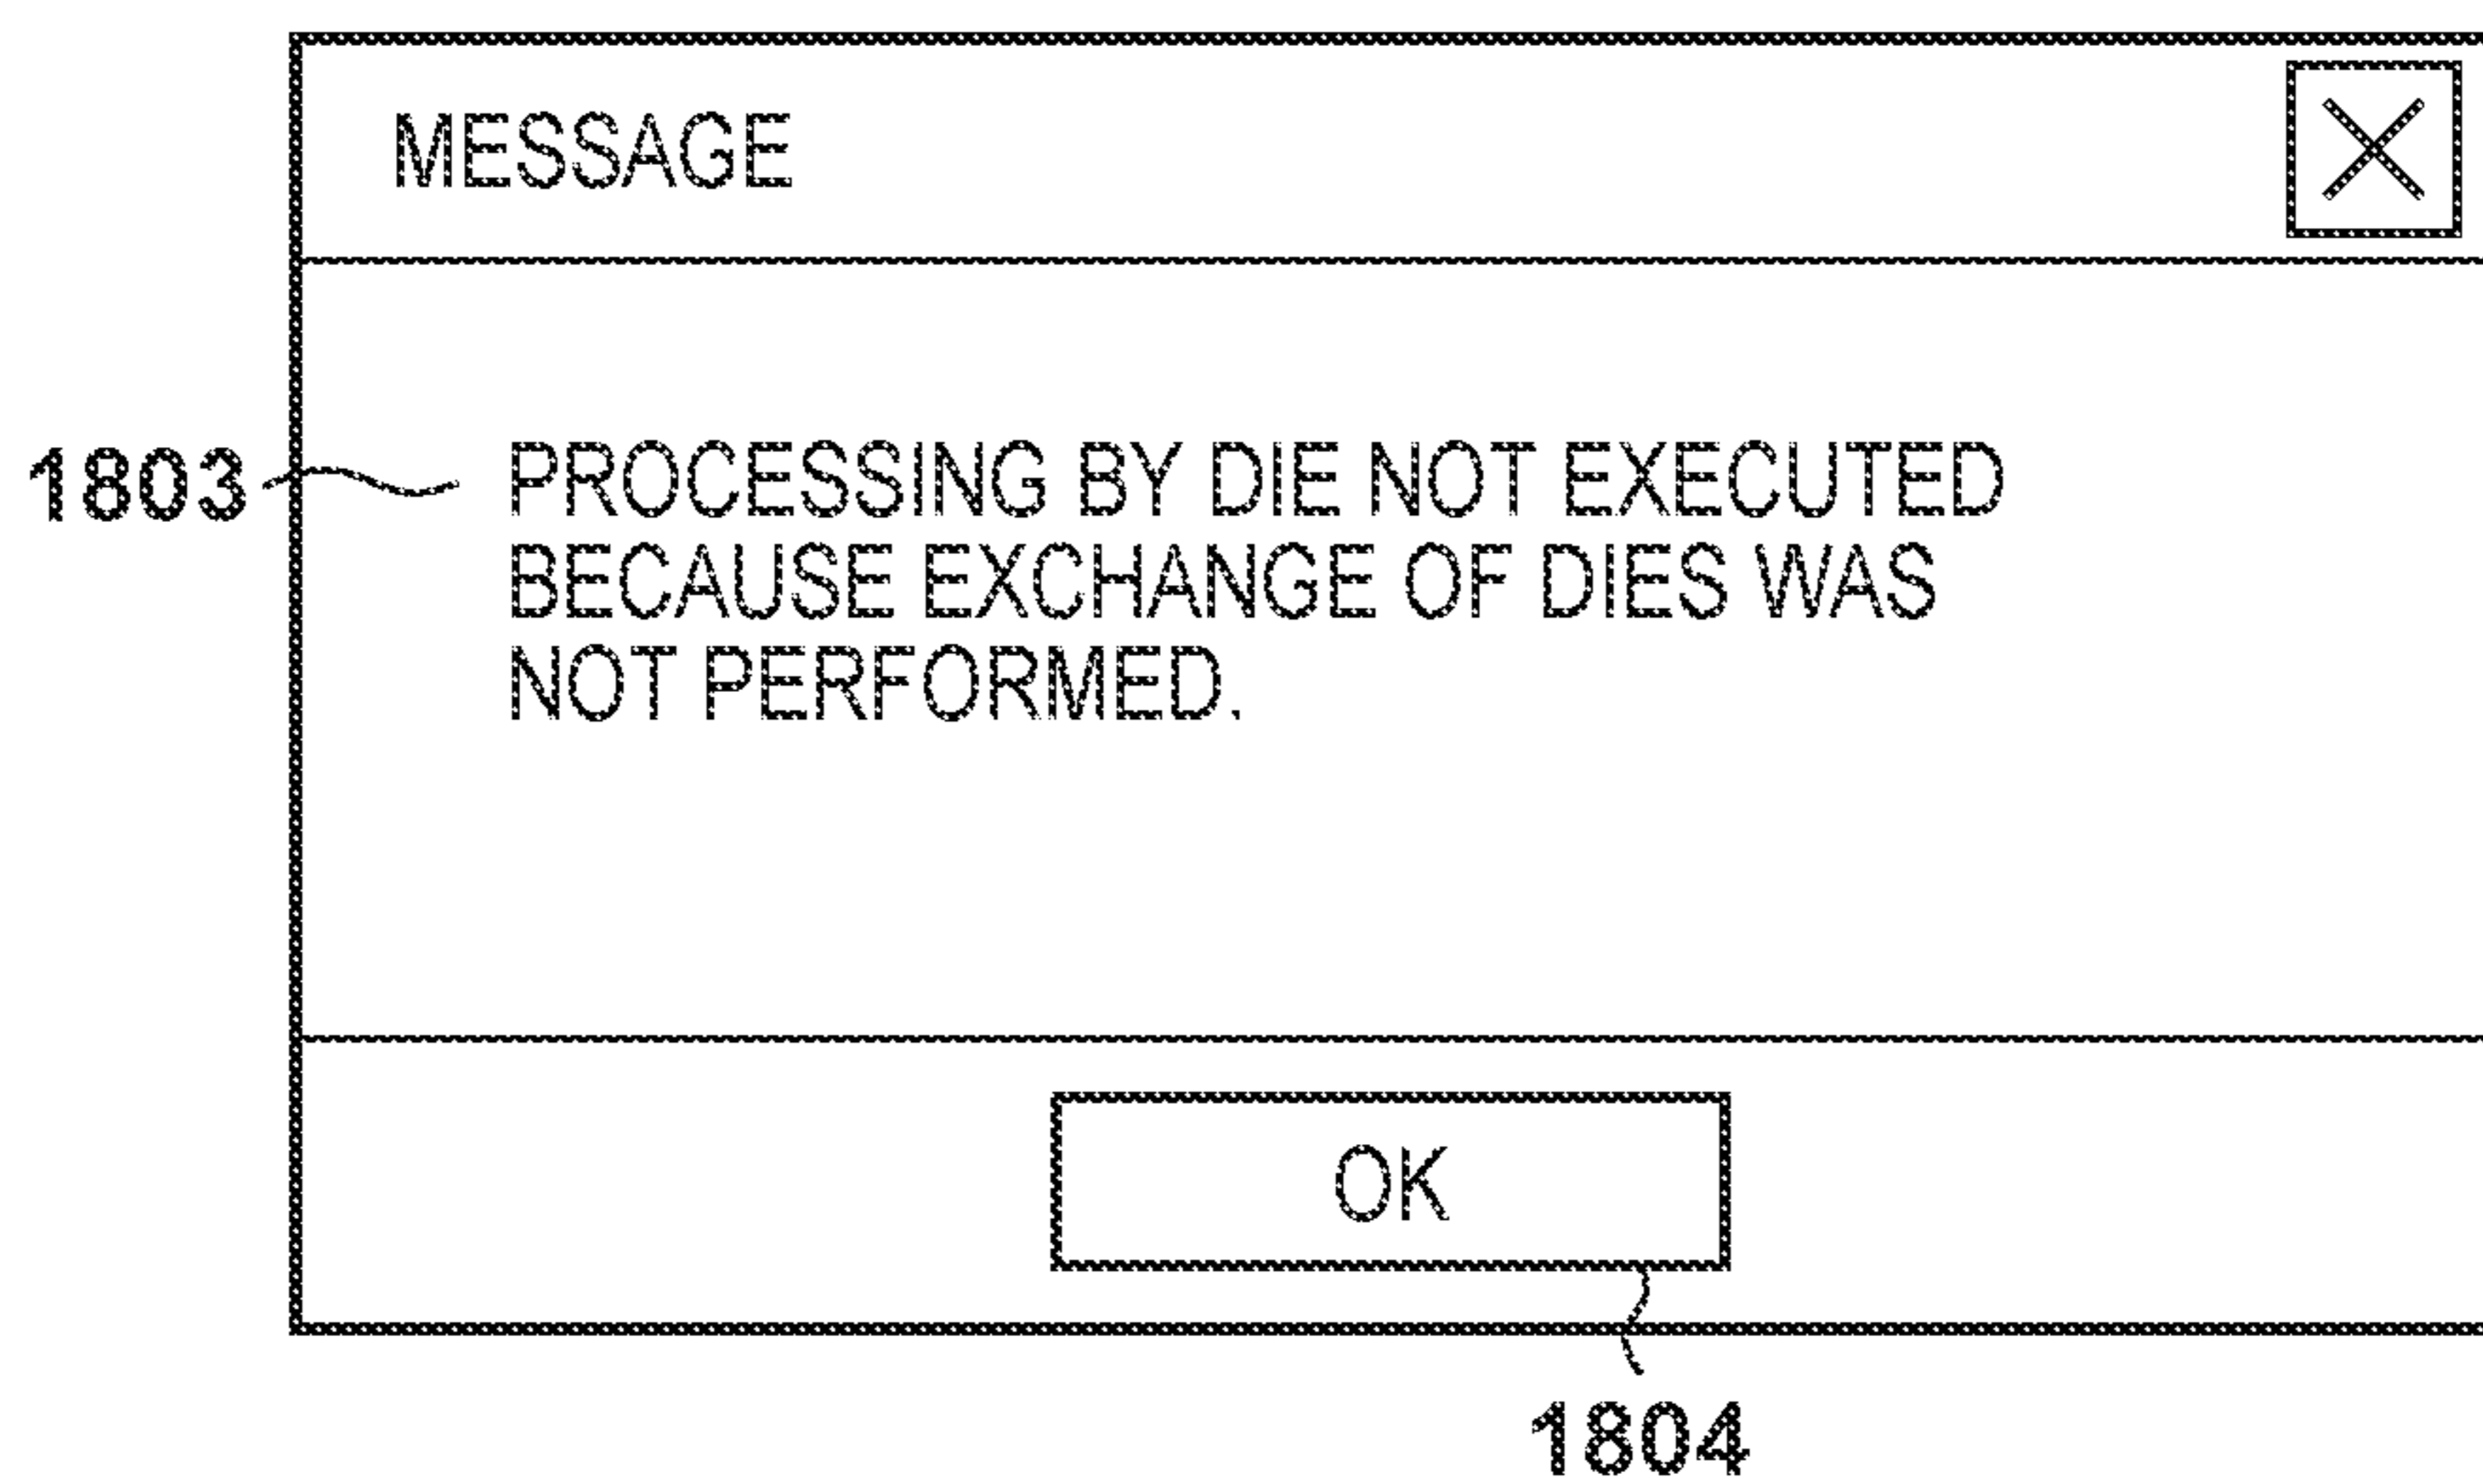 MESSAGE
1803
PROCESSING BY DIE NOT EXECUTED
BECAUSE EXCHANGE OF DIES WAS
NOT PERFORMED.
OK
1804